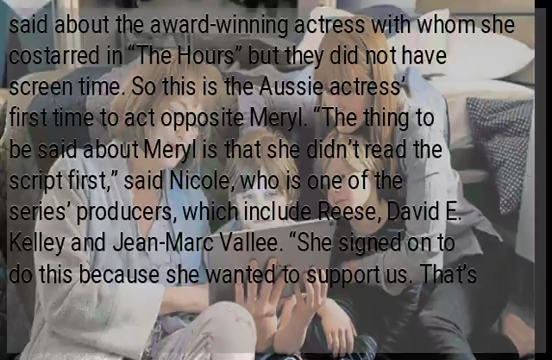 said about the award-winning actress with whom she
costarred in “The Hours” but they did not have
screen time. So this is the Aussie actress’
first time to act opposite Meryl. “The thing to
be said about Meryl is that she didn’t read the
script first,” said Nicole, who is one of the
series’ producers, which include Reese, David E.
Kelley and Jean-Marc Vallee. “She signed on to
do this because she wanted to support us. That’s